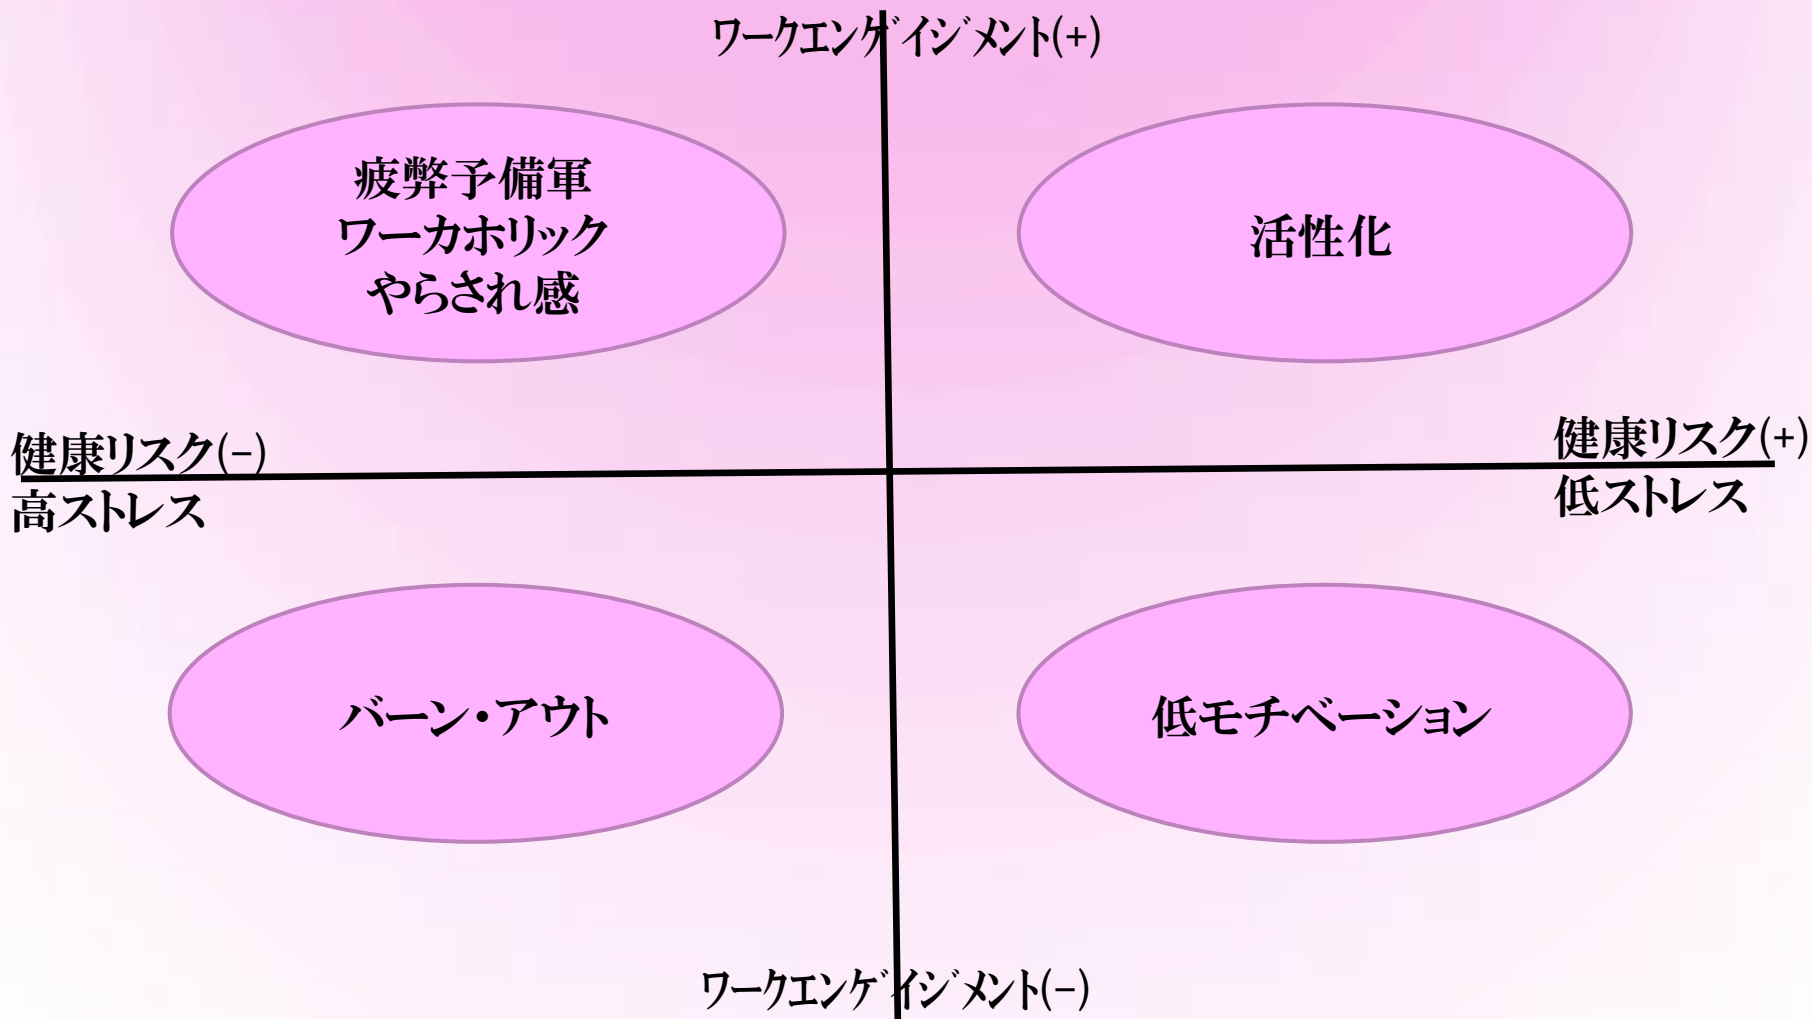 ワークエンゲイジメント(+)
疲弊予備軍
ワーカホリック
やらされ感
活性化
健康リスク(−)
高ストレス
健康リスク(+)
低ストレス
バーン・アウト
低モチベーション
ワークエンゲイジメント(−)